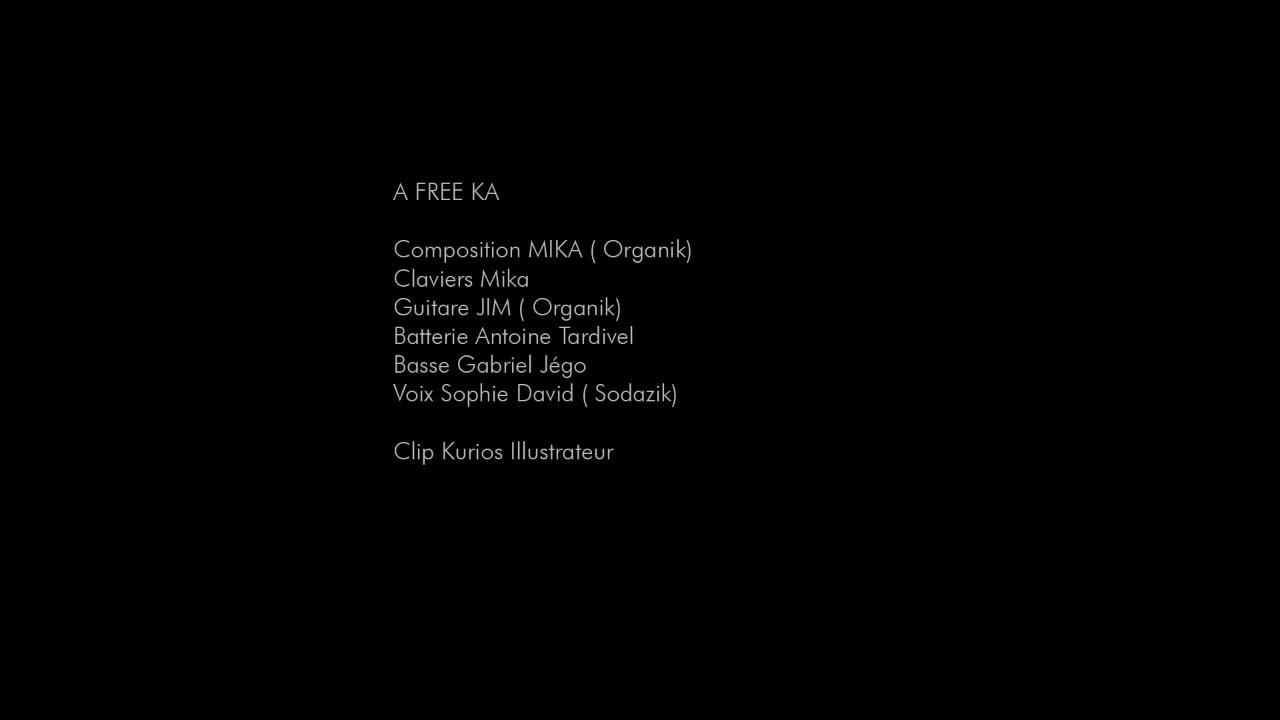 A FREE KA
Composition MIKA ( Organik)
Claviers Mika
Guitare JIM ( Organik)
Batterie Antoine Tardivel
Basse Gabriel Jégo
Voix Sophie David ( Sodazik)
Clip Kurios Illustrateur